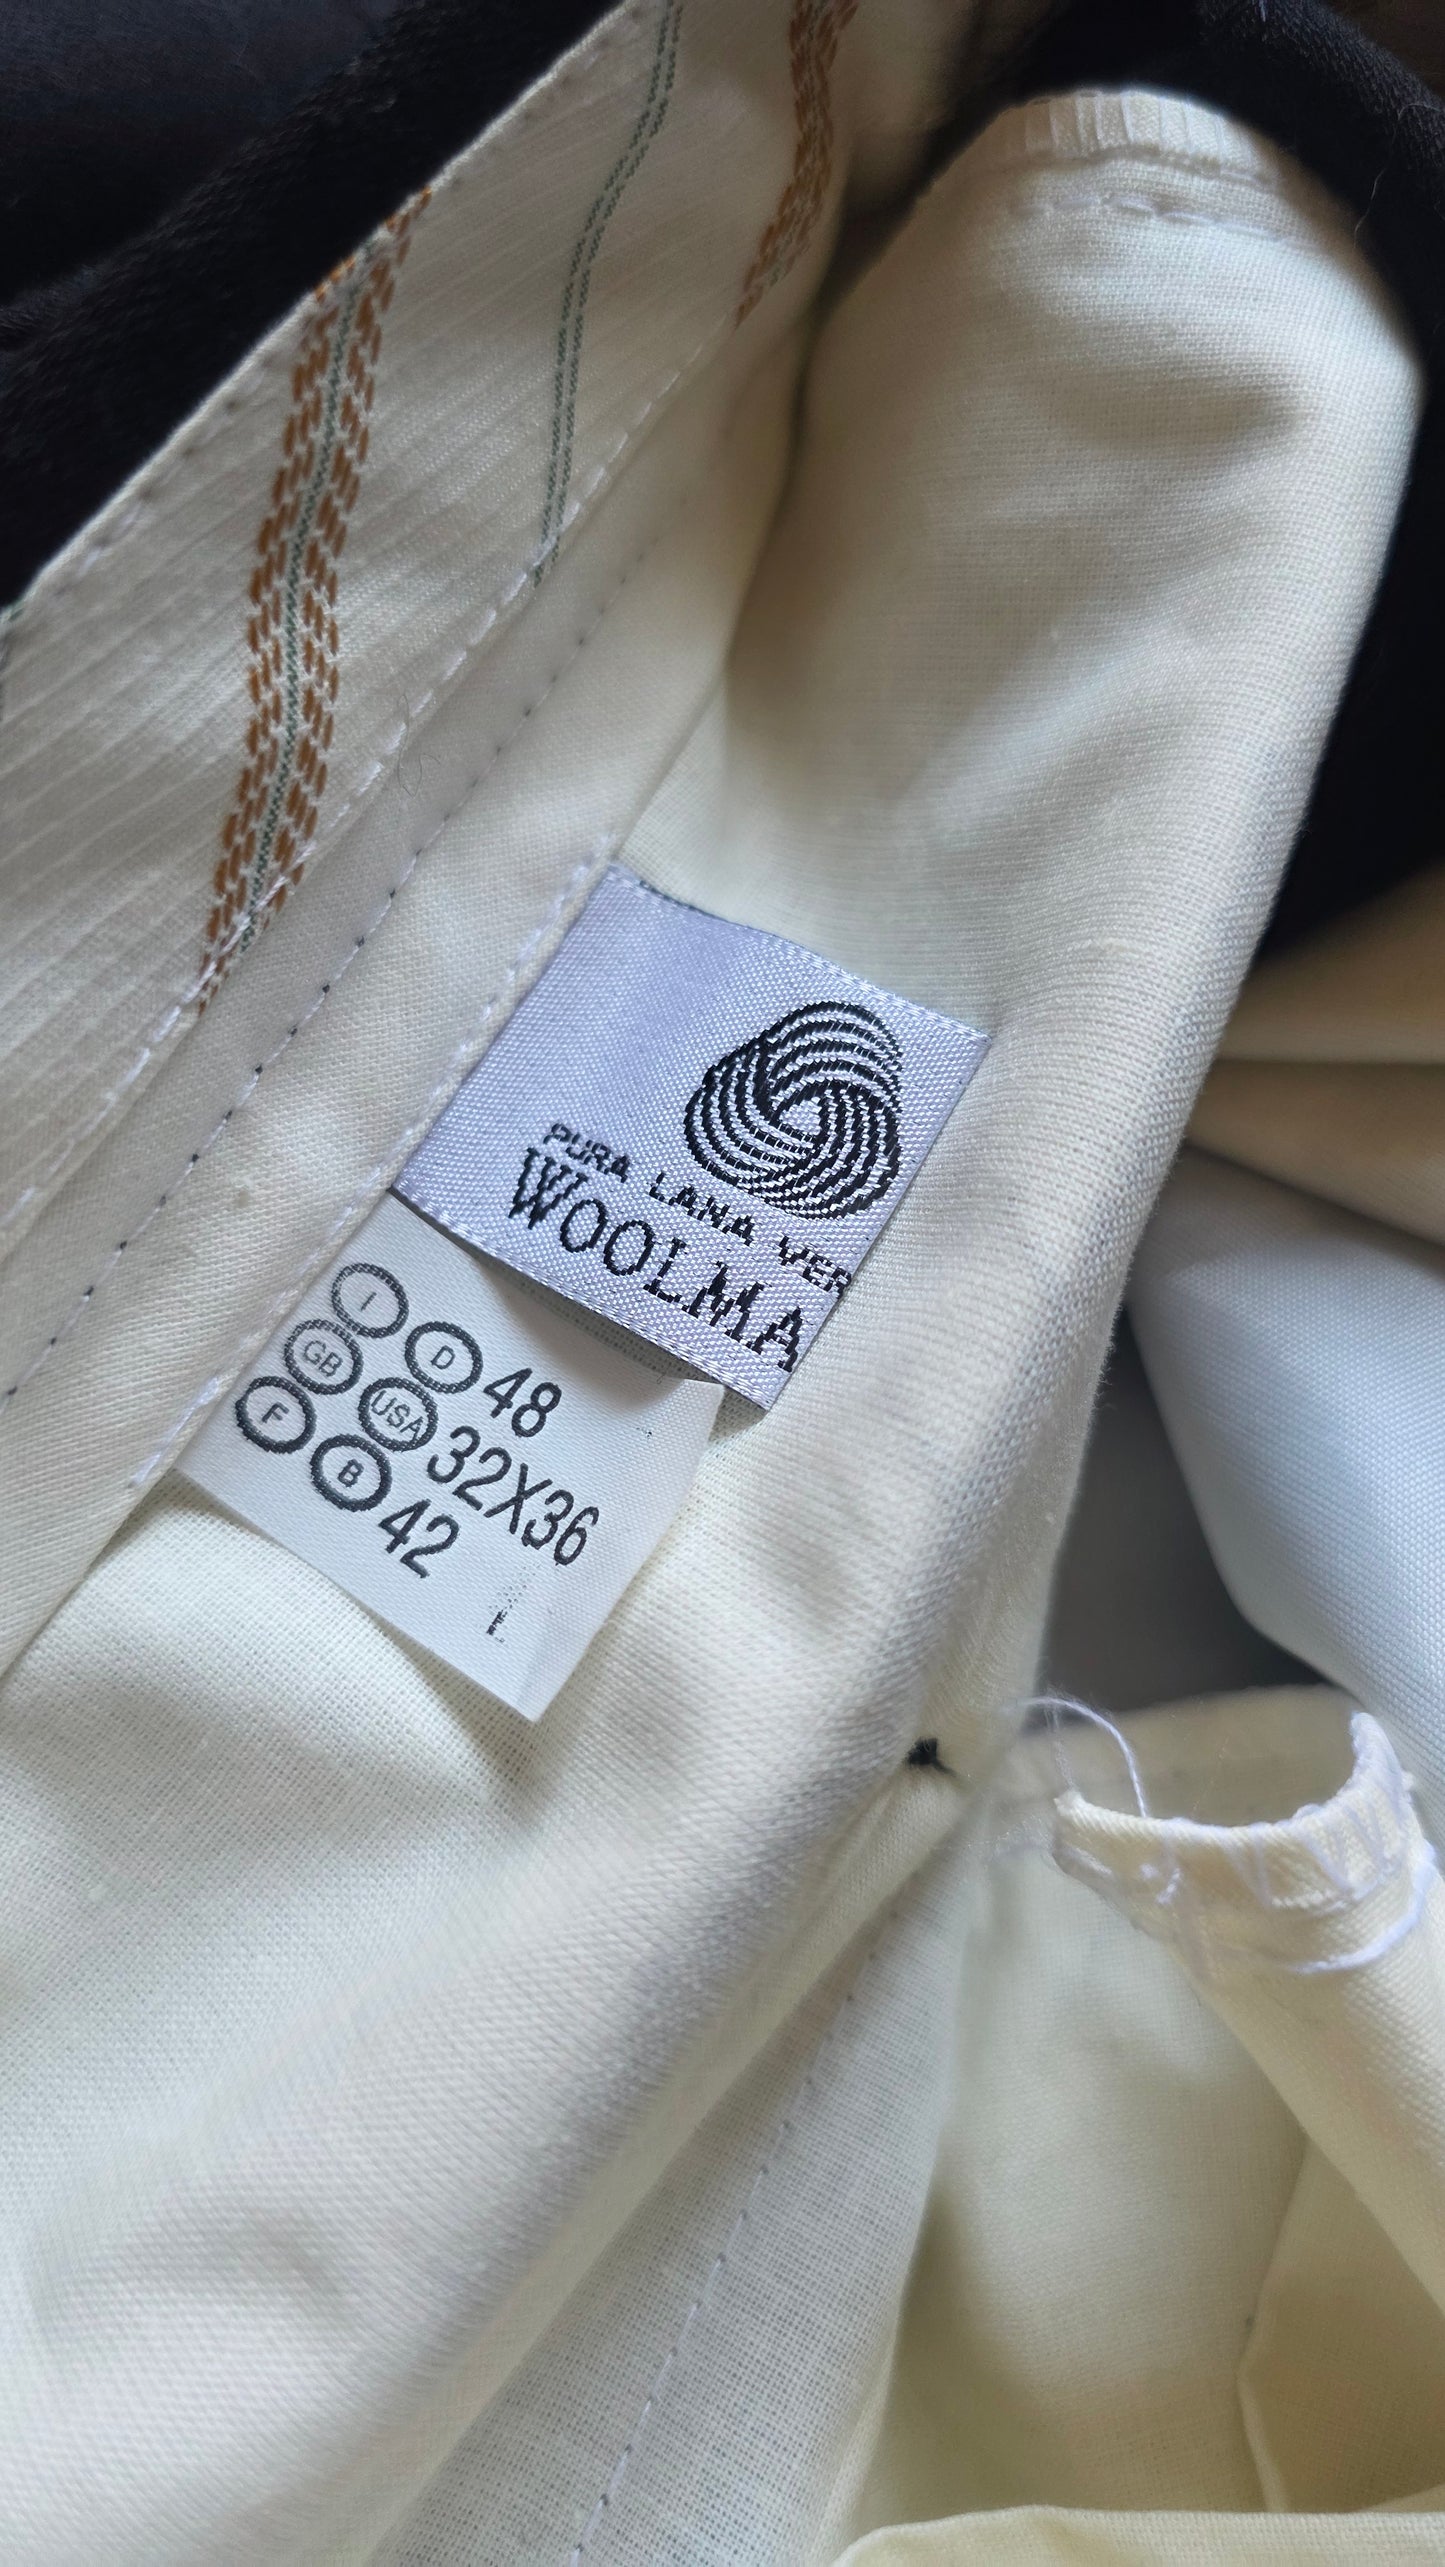 PURA LANA VER
WOOLMA
I D 48
GB USA 32X36
F B 42
L